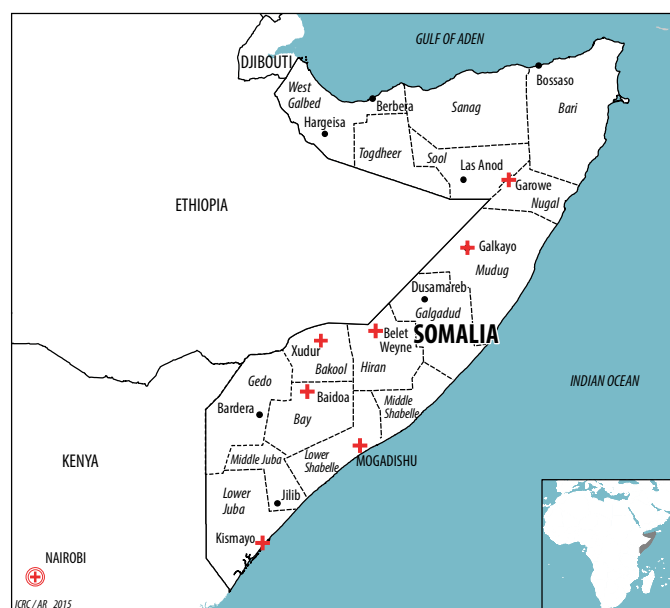 GULF OF ADEN
DJIBOUTI
West
Galbed
Berbera
Sanag
Bossaso
Bari
Hargeisa
Togdheer
Sool
Las Anod
Garowe
Nugal
ETHIOPIA
Galkayo
Mudug
Dusamareb
Galgadud
SOMALIA
Belet
Weyne
Xudur
Bakool
Hiran
Gedo
INDIAN OCEAN
Baidoa
Bay
Bardera
Middle
Shabelle
MOGADISHU
Lower
Shabelle
Middle Juba
KENYA
Lower
Juba
Jilib
Kismayo
NAIROBI
ICRC / AR 2015